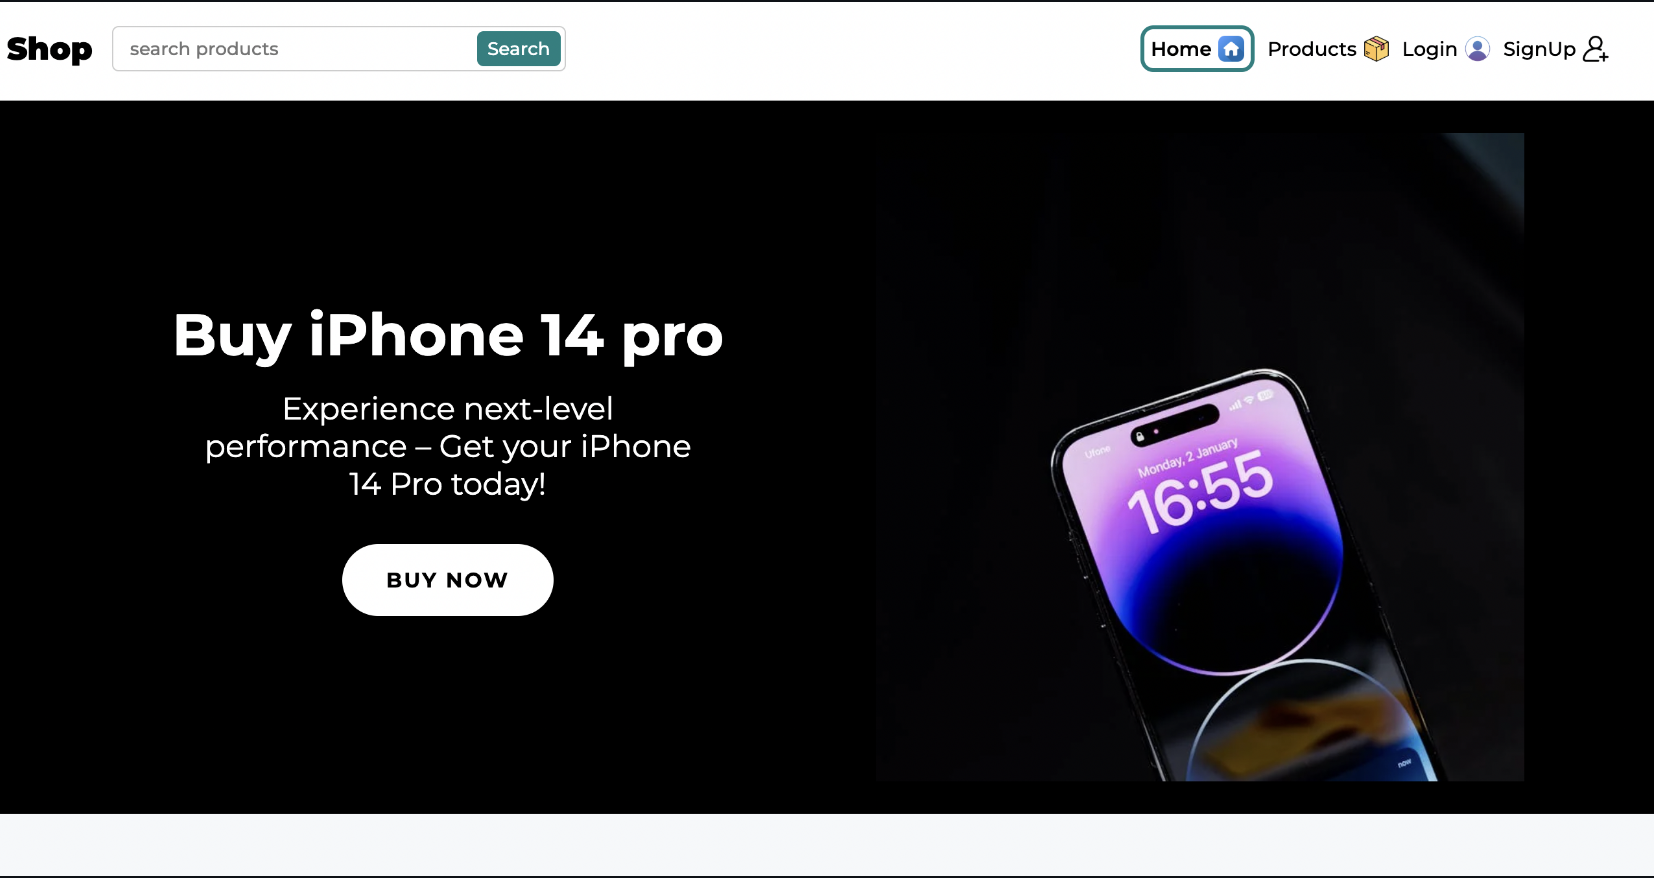 Shop
search products
Search
Home
Products
Login
SignUp
Buy iPhone 14 pro
Experience next-level
performance – Get your iPhone
14 Pro today!
BUY NOW
Ufone
Monday, 2 January
16:55
now